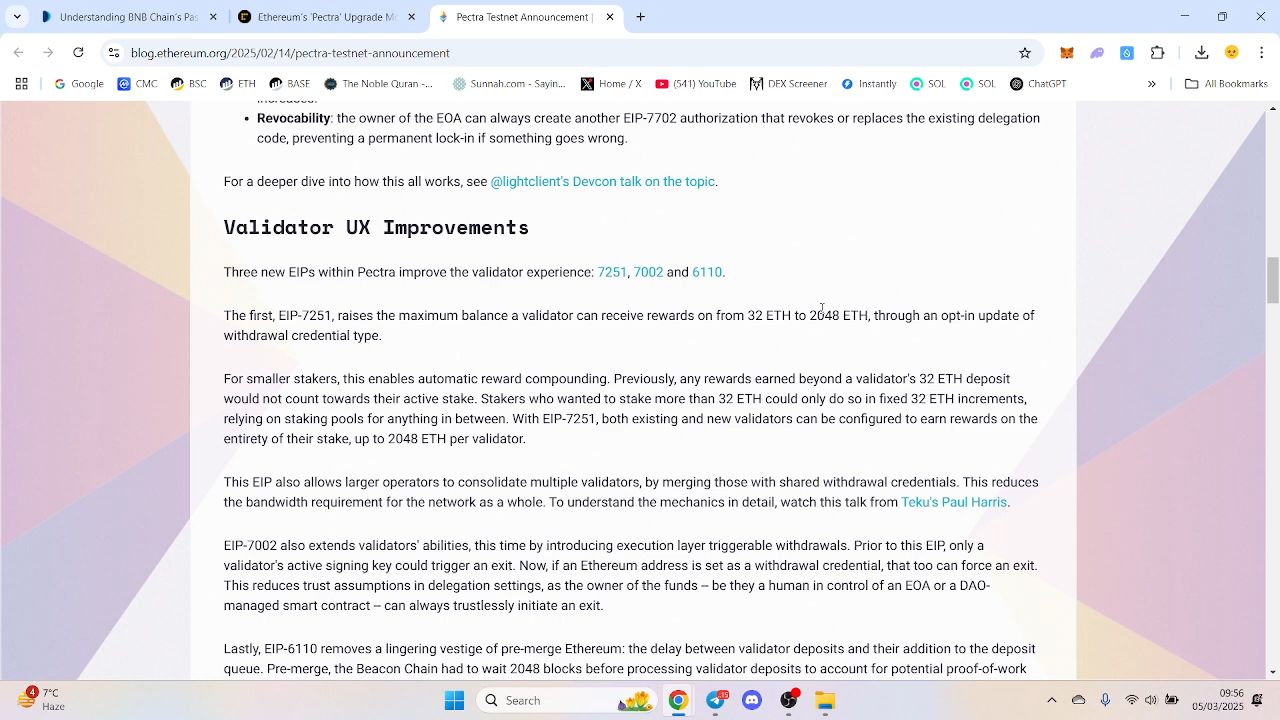 Understanding BNB Chain's Pas
Upgrading Ethereum: 'Pectra' M
Pectra Testnet Announcement |
blog.ethereum.org/2025/02/14/pectra-testnet-announcement
Google
CMC
BSC
ETH
BASE
The Noble Quran -...
Sunnah.com - Sayin...
Home / X
(541) YouTube
DEX Screener
Instantly
SOL
SOL
ChatGPT
All Bookmarks
increased.
• Revocability: the owner of the EOA can always create another EIP-7702 authorization that revokes or replaces the existing delegation
code, preventing a permanent lock-in if something goes wrong.
For a deeper dive into how this all works, see @lightclient's Devcon talk on the topic.
Validator UX Improvements
Three new EIPs within Pectra improve the validator experience: 7251, 7002 and 6110.
The first, EIP-7251, raises the maximum balance a validator can receive rewards on from 32 ETH to 2048 ETH, through an opt-in update of
withdrawal credential type.
For smaller stakers, this enables automatic reward compounding. Previously, any rewards earned beyond a validator's 32 ETH deposit
would not count towards their active stake. Stakers who wanted to stake more than 32 ETH could only do so in fixed 32 ETH increments,
relying on staking pools for anything in between. With EIP-7251, both existing and new validators can be configured to earn rewards on the
entirety of their stake, up to 2048 ETH per validator.
This EIP also allows larger operators to consolidate multiple validators, by merging those with shared withdrawal credentials. This reduces
the bandwidth requirement for the network as a whole. To understand the mechanics in detail, watch this talk from Teku's Paul Harris.
EIP-7002 also extends validators' abilities, this time by introducing execution layer triggerable withdrawals. Prior to this EIP, only a
validator's active signing key could trigger an exit. Now, if an Ethereum address is set as a withdrawal credential, that too can force an exit.
This reduces trust assumptions in delegation settings, as the owner of the funds – be they a human in control of an EOA or a DAO-
managed smart contract – can always trustlessly initiate an exit.
Lastly, EIP-6110 removes a lingering vestige of pre-merge Ethereum: the delay between validator deposits and their addition to the deposit
queue. Pre-merge, the Beacon Chain had to wait 2048 blocks before processing validator deposits to account for potential proof-of-work
4
7°C
Haze
Search
15
09:56
05/03/2025